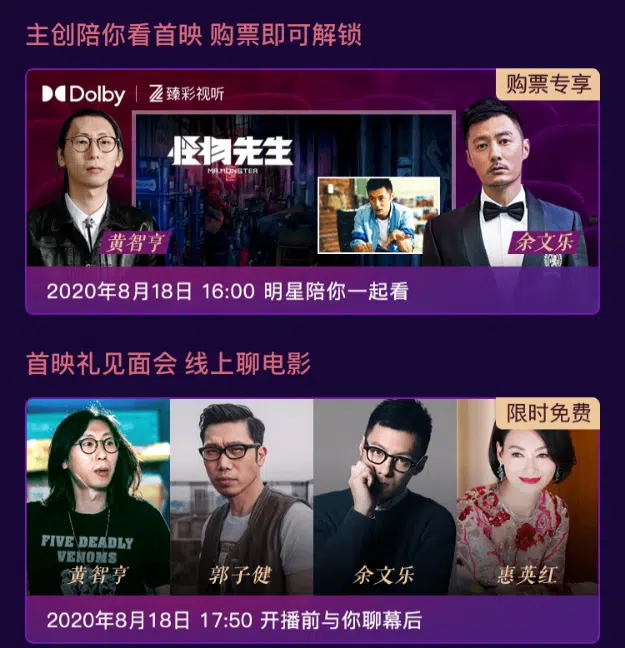 主创陪你看首映 购票即可解锁
购票专享
Dolby 臻彩视听
怪物先生
MR.MONSTER
黄智亨
余文乐
2020年8月18日 16:00 明星陪你一起看
首映礼见面会 线上聊电影
限时免费
FIVE DEADLY
VENOMS
黄智亨
郭子健
余文乐
惠英红
2020年8月18日 17:50 开播前与你聊幕后